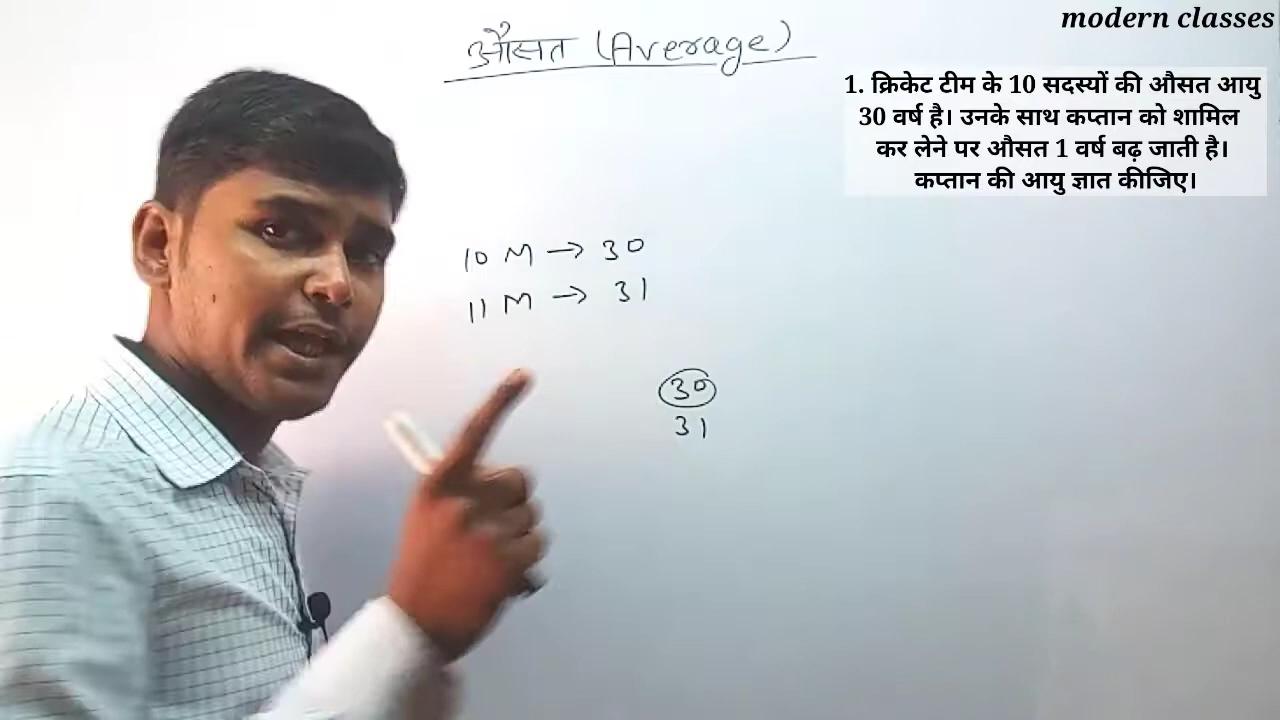 modern classes
औसत (Average)
1. क्रिकेट टीम के 10 सदस्यों की औसत आयु
30 वर्ष है। उनके साथ कप्तान को शामिल
कर लेने पर औसत 1 वर्ष बढ़ जाती है।
कप्तान की आयु ज्ञात कीजिए।
10 M → 30
11 M → 31
30
31